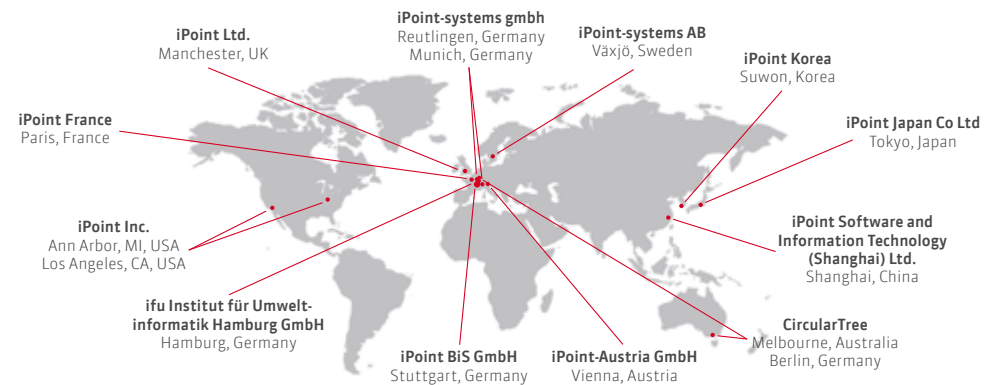 iPoint Ltd.
Manchester, UK
iPoint-systems gmbh
Reutlingen, Germany
Munich, Germany
iPoint-systems AB
Växjö, Sweden
iPoint Korea
Suwon, Korea
iPoint France
Paris, France
iPoint Japan Co Ltd
Tokyo, Japan
iPoint Inc.
Ann Arbor, MI, USA
Los Angeles, CA, USA
iPoint Software and
Information Technology
(Shanghai) Ltd.
Shanghai, China
ifu Institut für Umwelt-
informatik Hamburg GmbH
Hamburg, Germany
iPoint BiS GmbH
Stuttgart, Germany
iPoint-Austria GmbH
Vienna, Austria
CircularTree
Melbourne, Australia
Berlin, Germany